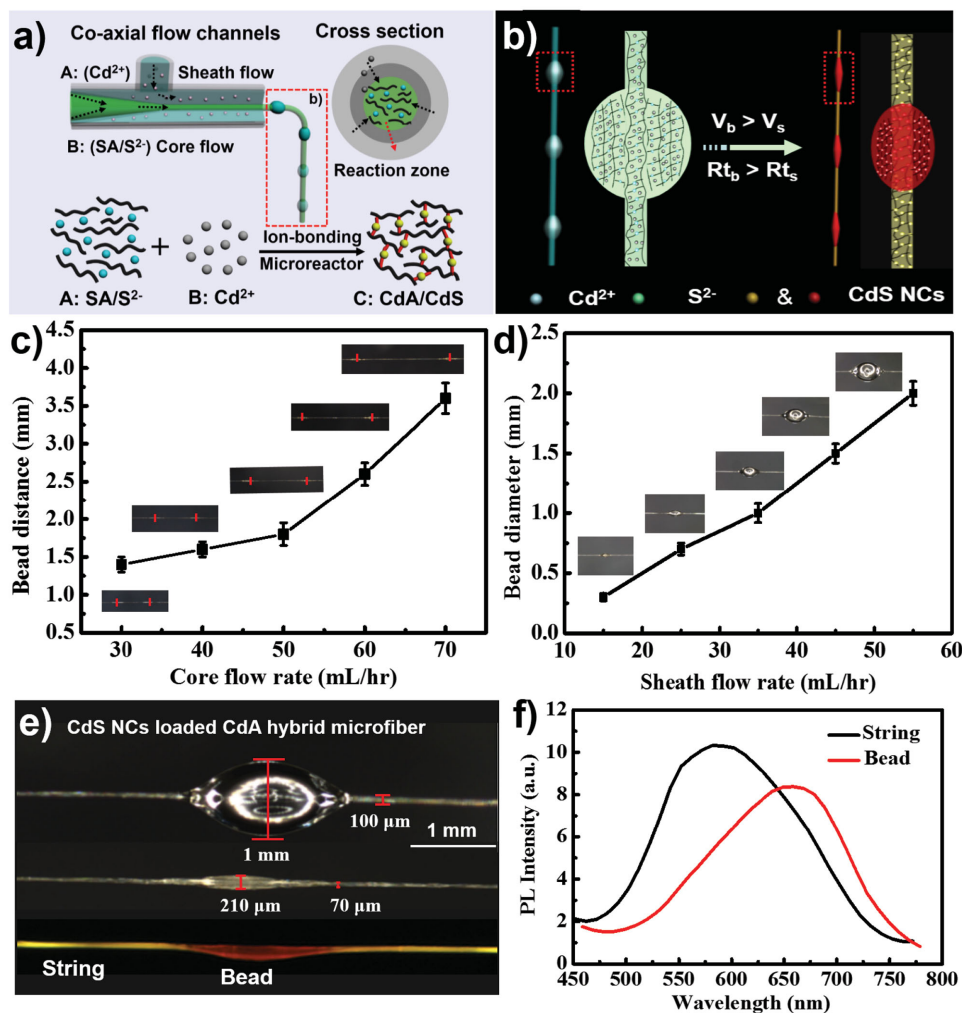 a)
Co-axial flow channels
Cross section
A: (Cd2+)
Sheath flow
b)
B: (SA/S2-) Core flow
Reaction zone
+
Ion-bonding
Microreactor
A: SA/S2-
B: Cd2+
C: CdA/CdS
b)
Vb > Vs
Rtb > Rts
Cd2+
S2-
&
CdS NCs
c)
Bead distance (mm)
4.5
4.0
3.5
3.0
2.5
2.0
1.5
1.0
0.5
30 40 50 60 70
Core flow rate (mL/hr)
d)
Bead diameter (mm)
2.5
2.0
1.5
1.0
0.5
0.0
10 20 30 40 50 60
Sheath flow rate (mL/hr)
e)
CdS NCs loaded CdA hybrid microfiber
100 μm
1 mm
1 mm
210 μm
70 μm
String
Bead
f)
String
Bead
PL Intensity (a.u.)
12
10
8
6
4
2
0
450 500 550 600 650 700 750 800
Wavelength (nm)